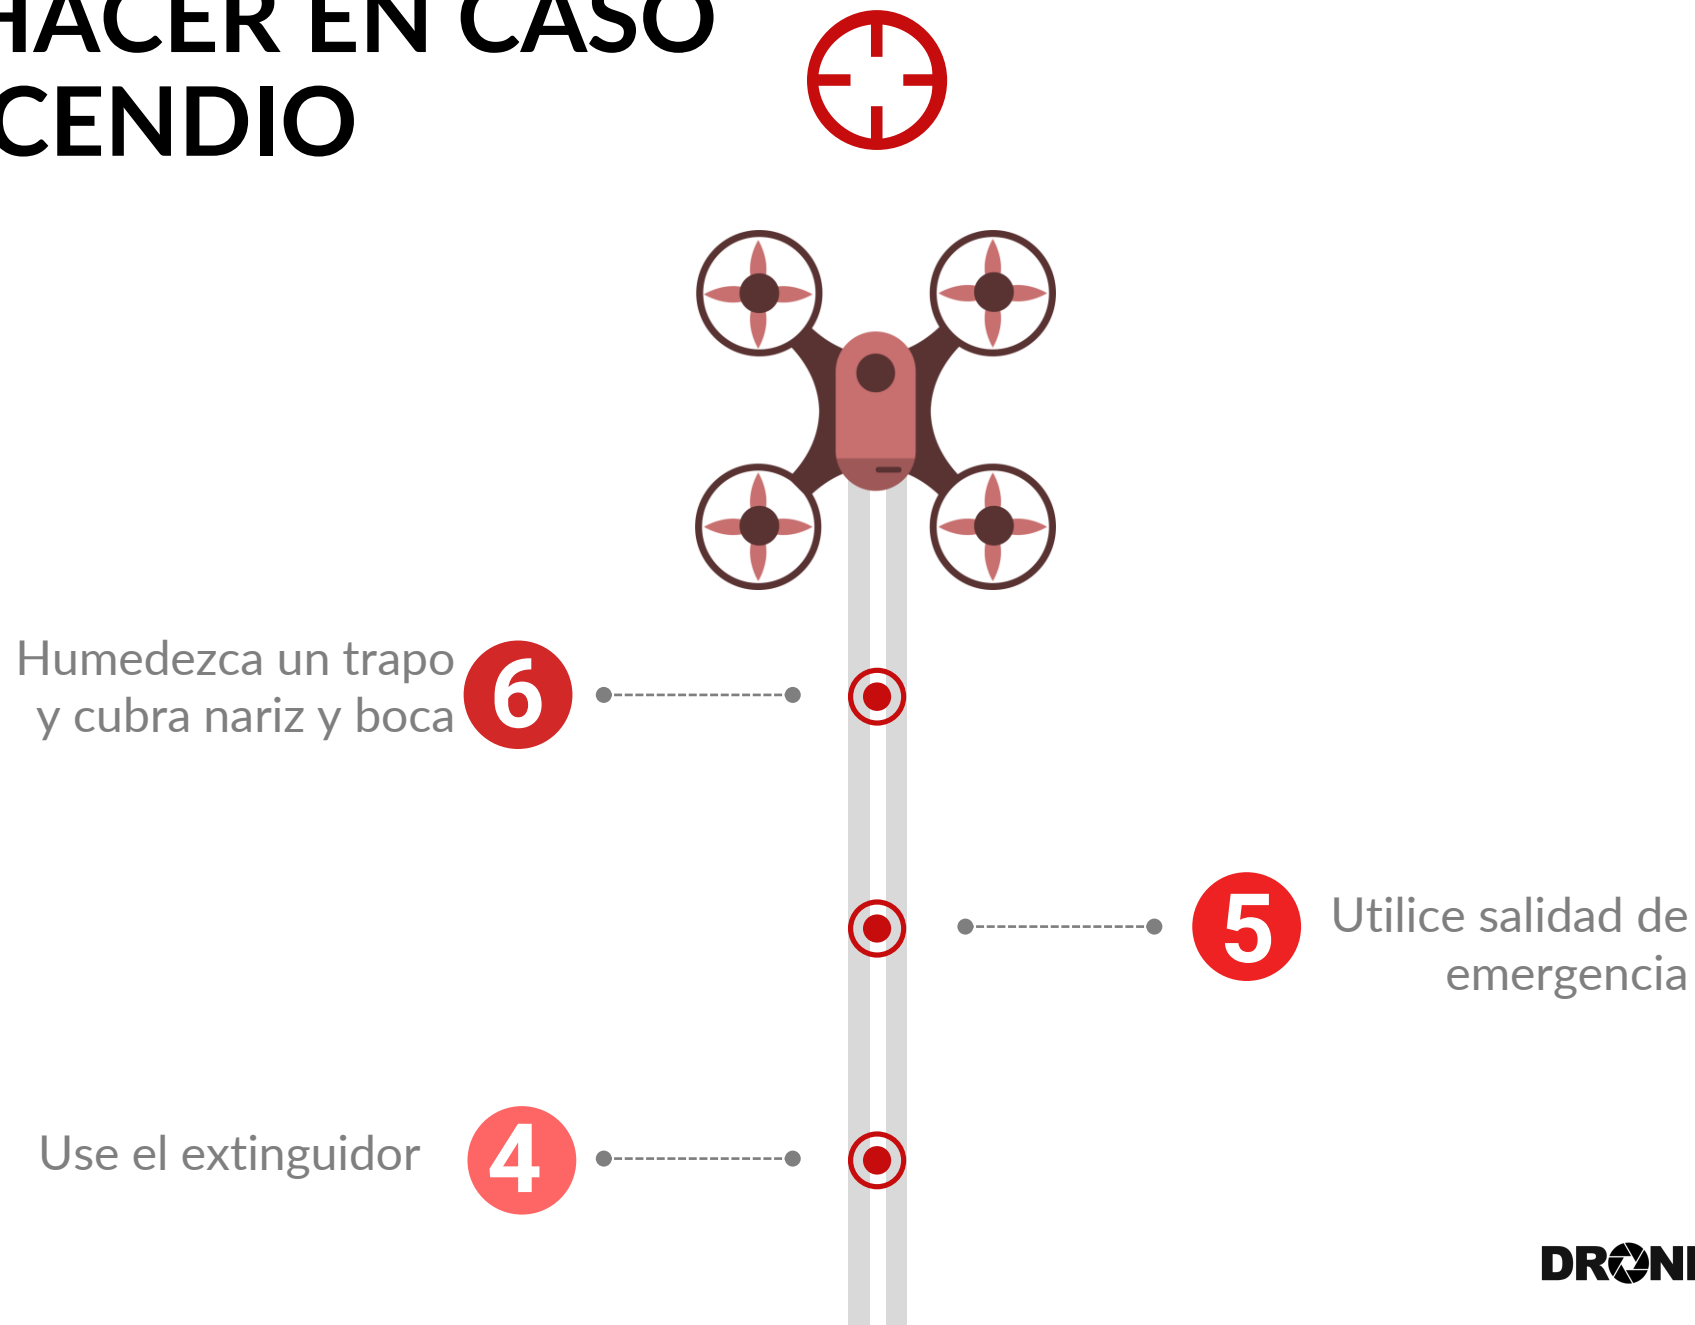 HACER EN CASO
CENDIO
Humedezca un trapo
y cubra nariz y boca
6
5
Utilice salidad de
emergencia
Use el extinguidor
4
DRON